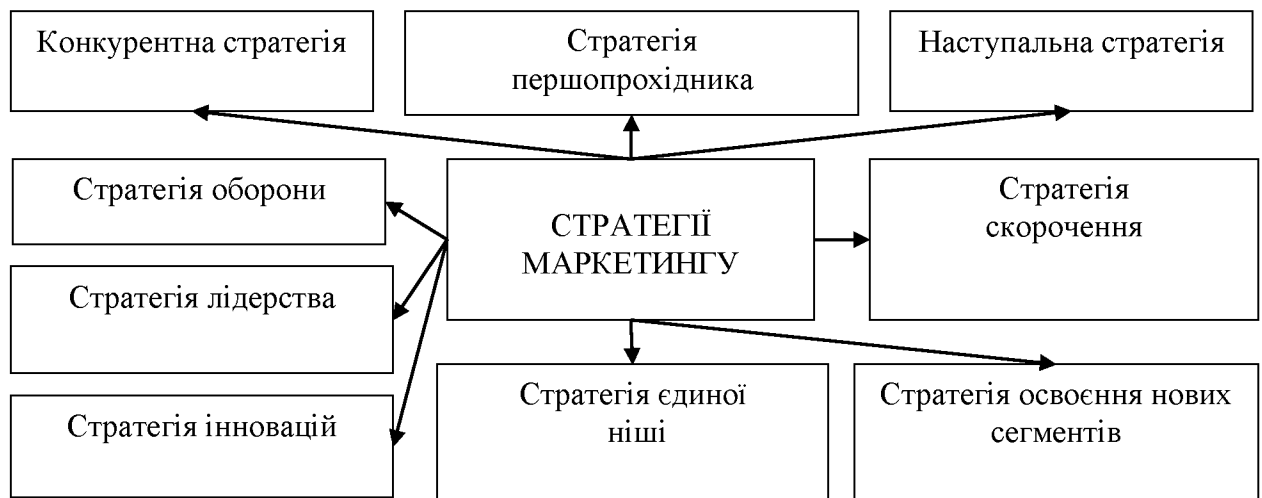 Конкурентна стратегія
Стратегія
першопрохідника
Наступальна стратегія
Стратегія оборони
СТРАТЕГІЇ
МАРКЕТИНГУ
Стратегія
скорочення
Стратегія лідерства
Стратегія інновацій
Стратегія єдиної
ніші
Стратегія освоєння нових
сегментів